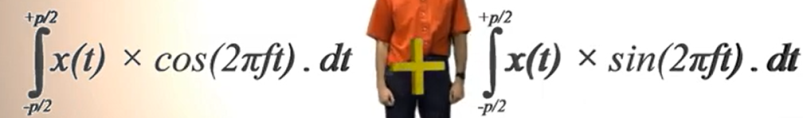 +p/2 +p/2
∫x(t) × cos(2πft) . dt + ∫x(t) × sin(2πft) . dt
-p/2 -p/2